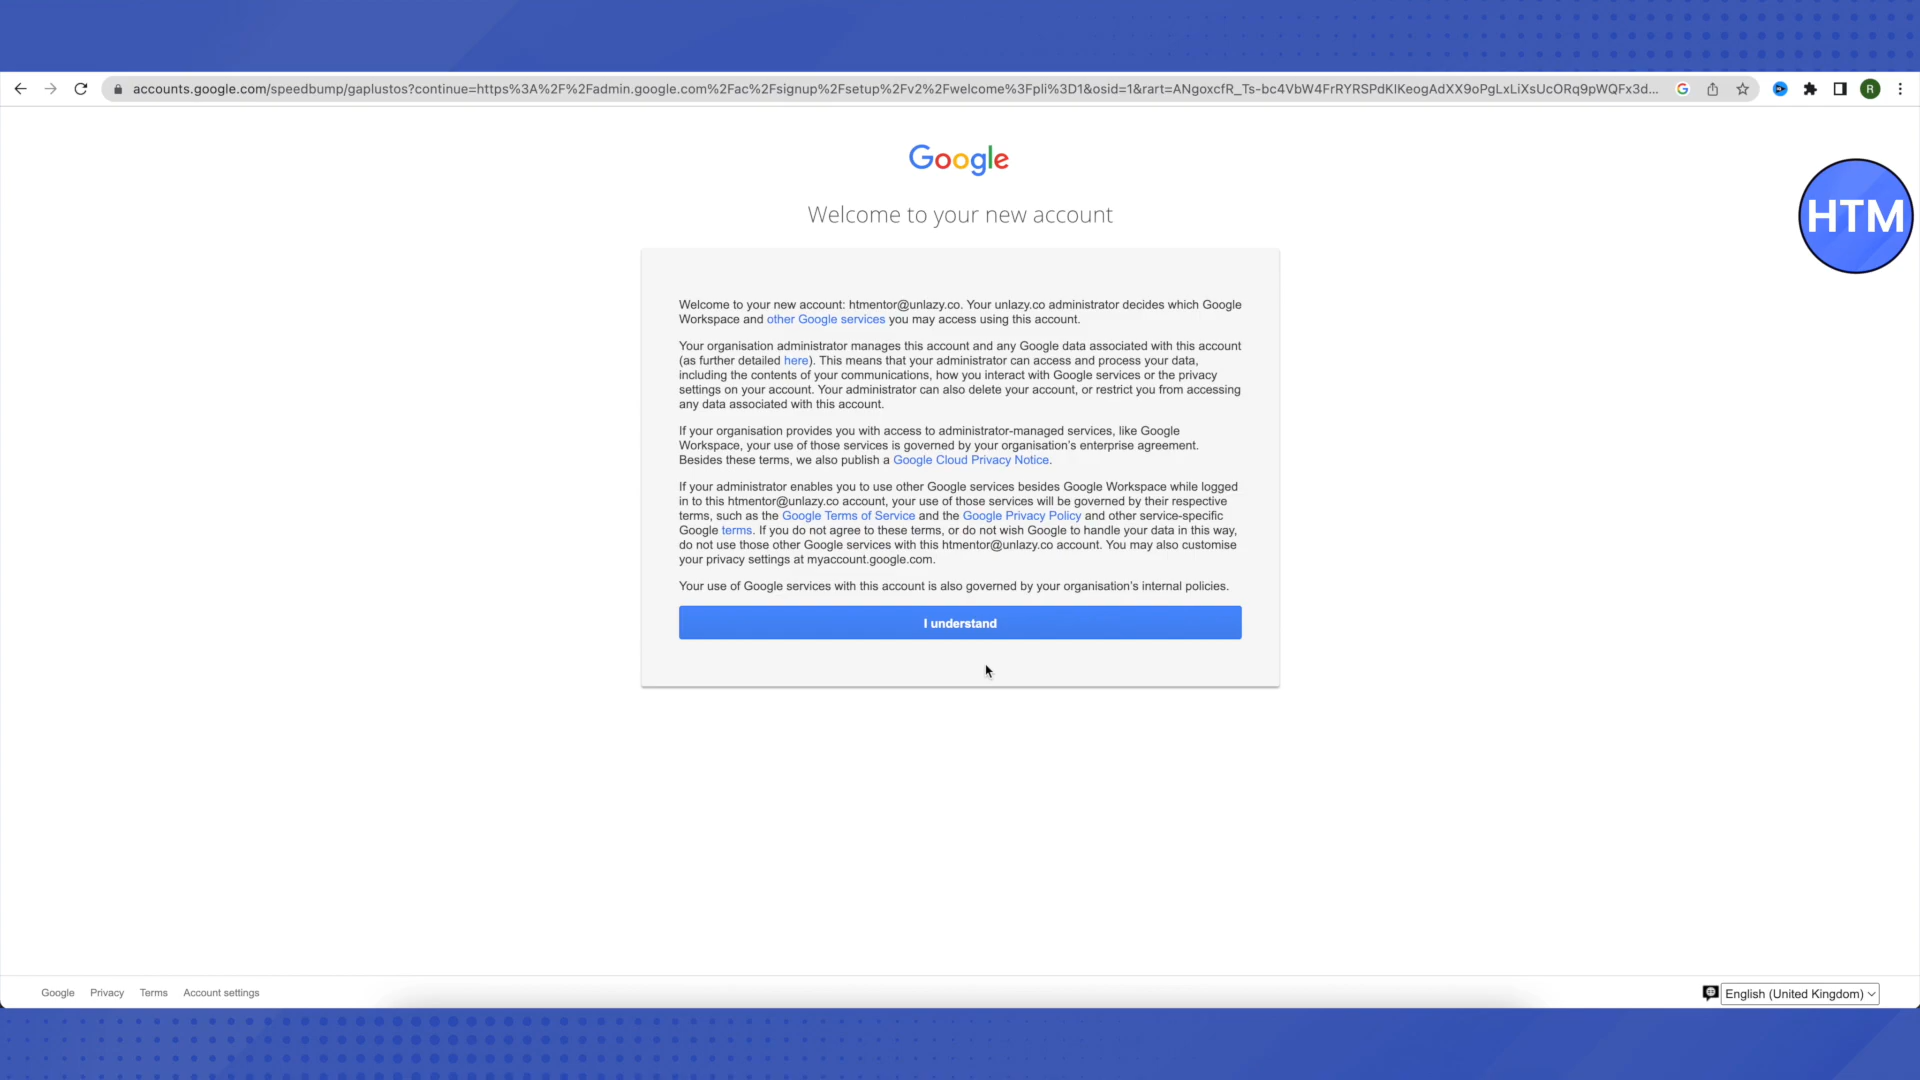 accounts.google.com/speedbump/gaplustos?continue=https%3A%2F%2Fadmin.google.com%2Fac%2Fsignup%2Fsetup%2Fv2%2Fwelcome%3Fpli%3D1&osid=1&rart=ANgoxcfR_Ts-bc4VbW4FrRYRSPdKIKeogAdXX9oPgLxLiXsUcORq9pWQFx3d...
R
Google
HTM
Welcome to your new account
Welcome to your new account: htmentor@unlazy.co. Your unlazy.co administrator decides which Google
Workspace and other Google services you may access using this account.
Your organisation administrator manages this account and any Google data associated with this account
(as further detailed here). This means that your administrator can access and process your data,
including the contents of your communications, how you interact with Google services or the privacy
settings on your account. Your administrator can also delete your account, or restrict you from accessing
any data associated with this account.
If your organisation provides you with access to administrator-managed services, like Google
Workspace, your use of those services is governed by your organisation's enterprise agreement.
Besides these terms, we also publish a Google Cloud Privacy Notice.
If your administrator enables you to use other Google services besides Google Workspace while logged
in to this htmentor@unlazy.co account, your use of those services will be governed by their respective
terms, such as the Google Terms of Service and the Google Privacy Policy and other service-specific
Google terms. If you do not agree to these terms, or do not wish Google to handle your data in this way,
do not use those other Google services with this htmentor@unlazy.co account. You may also customise
your privacy settings at myaccount.google.com.
Your use of Google services with this account is also governed by your organisation's internal policies.
I understand
Google Privacy Terms Account settings
English (United Kingdom)